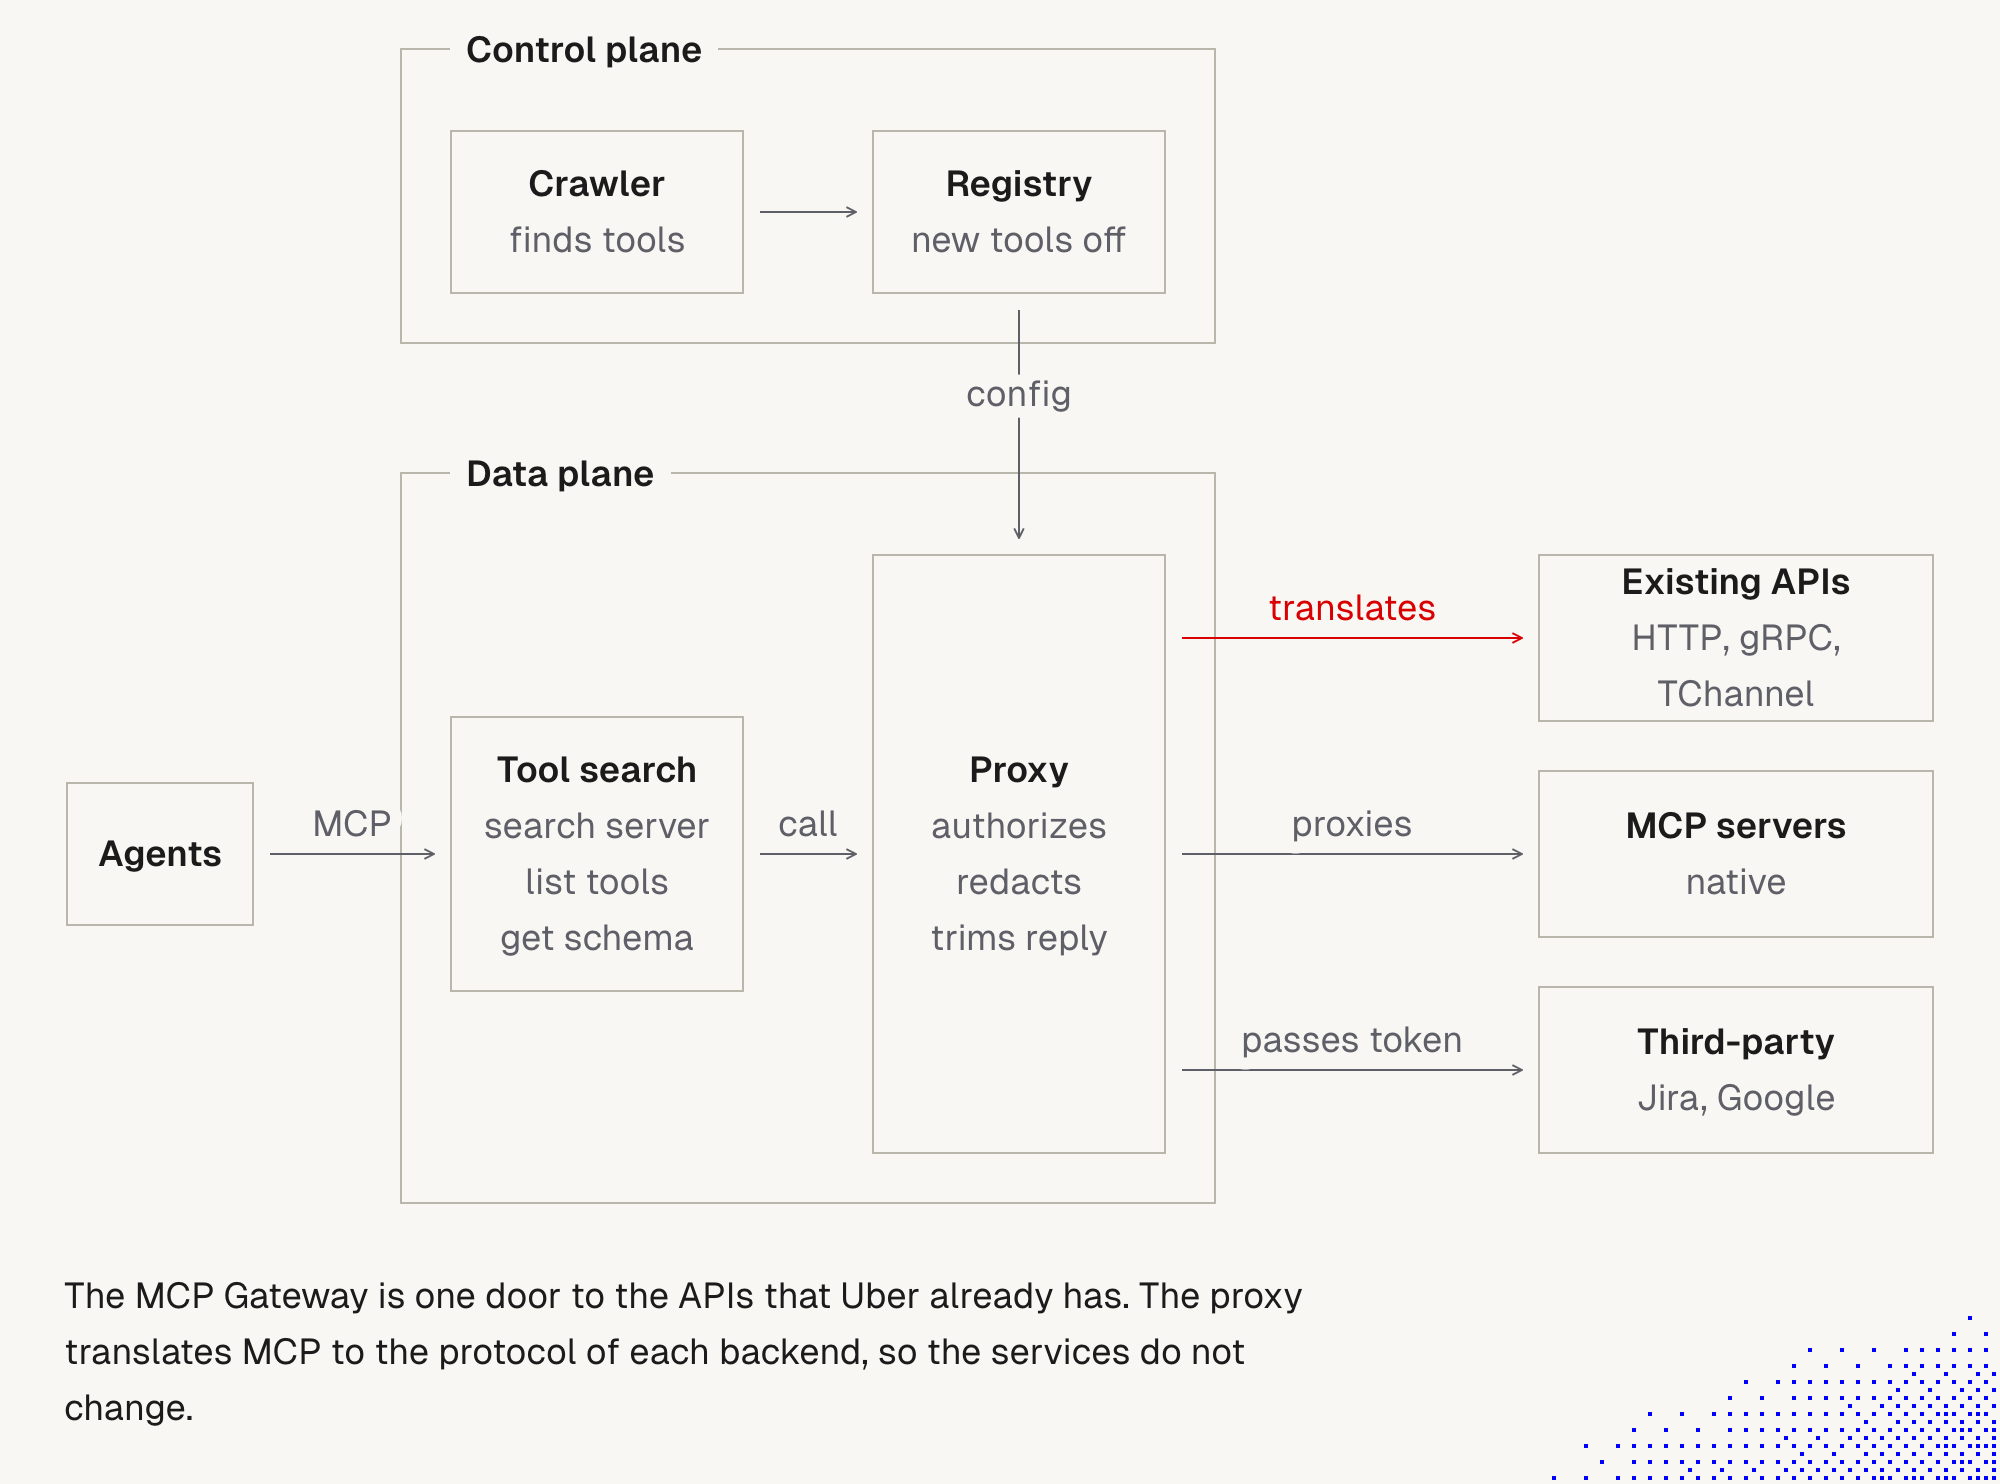 Control plane
Crawler
finds tools
Registry
new tools off
config
Data plane
Agents
MCP
Tool search
search server
list tools
get schema
call
Proxy
authorizes
redacts
trims reply
translates
Existing APIs
HTTP, gRPC,
TChannel
proxies
MCP servers
native
passes token
Third-party
Jira, Google
The MCP Gateway is one door to the APIs that Uber already has. The proxy
translates MCP to the protocol of each backend, so the services do not
change.